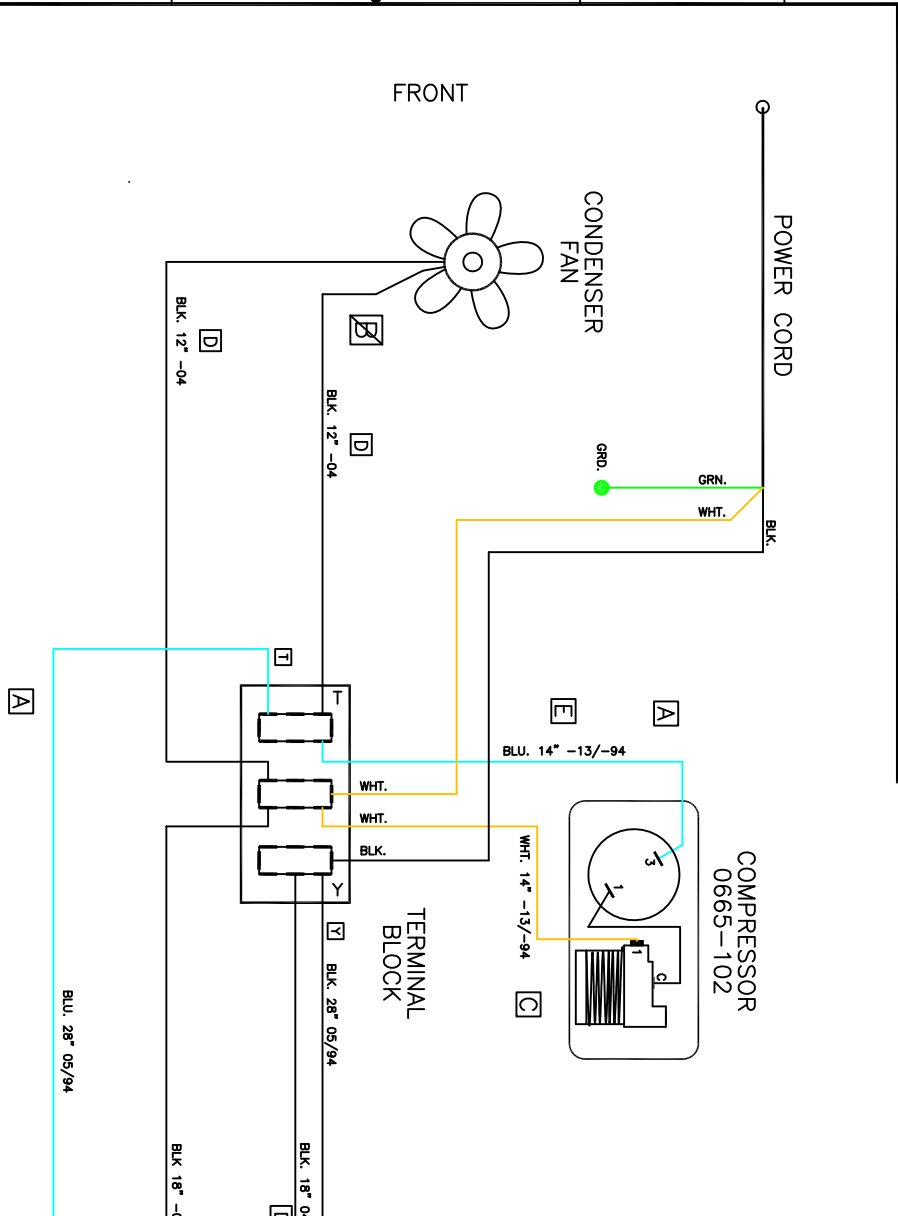 FRONT
POWER CORD
CONDENSER
FAN
B
D
BLK. 12" -04
D
BLK. 12" -04
GRD.
GRN.
WHT.
BLK.
T
A
E
A
T
BLU. 14" -13/-94
WHT.
WHT.
BLK.
Y
Y
3
1
1
C
COMPRESSOR
0665-102
WHT. 14" -13/-94
C
TERMINAL
BLOCK
BLK. 28" 05/94
BLU. 28" 05/94
BLK 18"
BLK. 18"